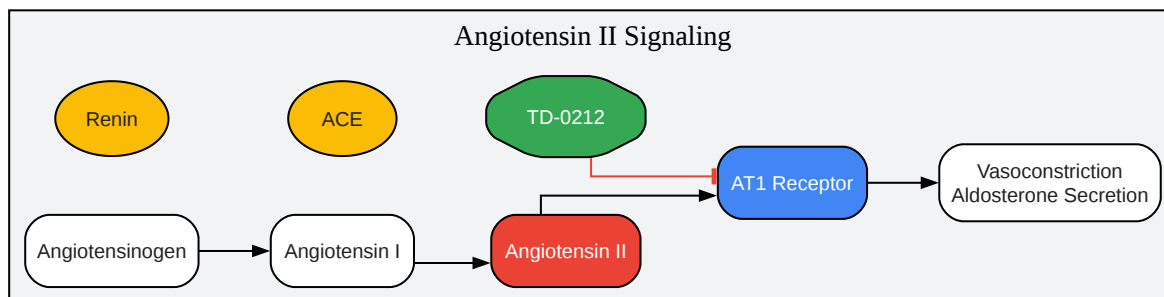 Angiotensin II Signaling
Renin
ACE
TD-0212
AT1 Receptor
Vasoconstriction
Aldosterone Secretion
Angiotensinogen
Angiotensin I
Angiotensin II